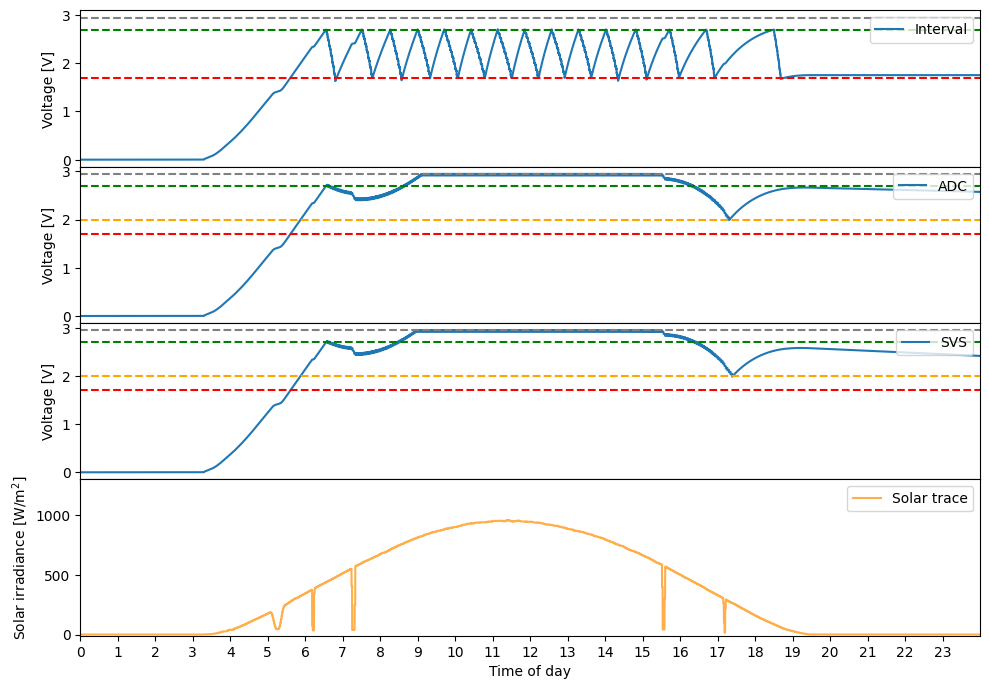 3
2
1
0
Voltage [V]
Interval
3
2
1
0
Voltage [V]
ADC
3
2
1
0
Voltage [V]
SVS
1000
500
0
Solar irradiance [W/m²]
Solar trace
0 1 2 3 4 5 6 7 8 9 10 11 12 13 14 15 16 17 18 19 20 21 22 23
Time of day